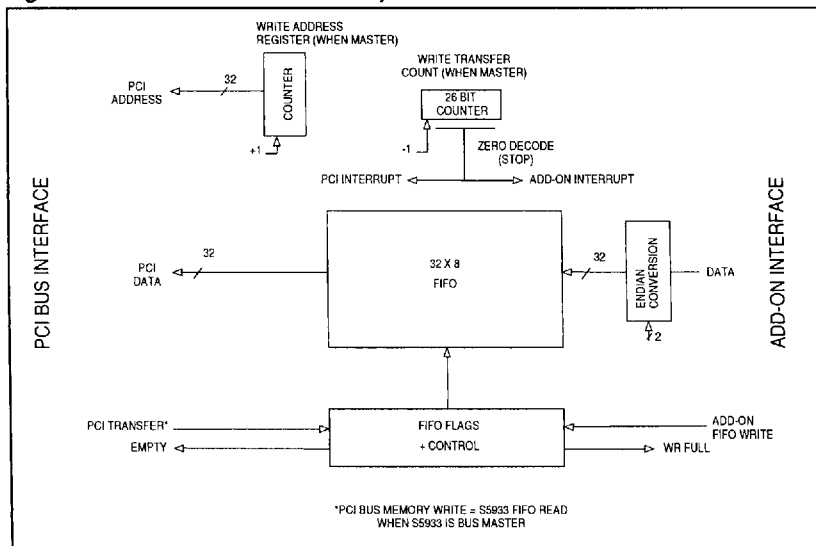 WRITE ADDRESS
REGISTER (WHEN MASTER)
WRITE TRANSFER
COUNT (WHEN MASTER)
PCI
ADDRESS
32
COUNTER
+1
26 BIT
COUNTER
-1
ZERO DECODE
(STOP)
PCI INTERRUPT
ADD-ON INTERRUPT
PCI BUS INTERFACE
PCI
DATA
32
32 X 8
FIFO
32
ENDIAN
CONVERSION
2
DATA
ADD-ON INTERFACE
PCI TRANSFER*
EMPTY
FIFO FLAGS
+ CONTROL
ADD-ON
FIFO WRITE
WR FULL
*PCI BUS MEMORY WRITE = S5933 FIFO READ
WHEN S5933 IS BUS MASTER